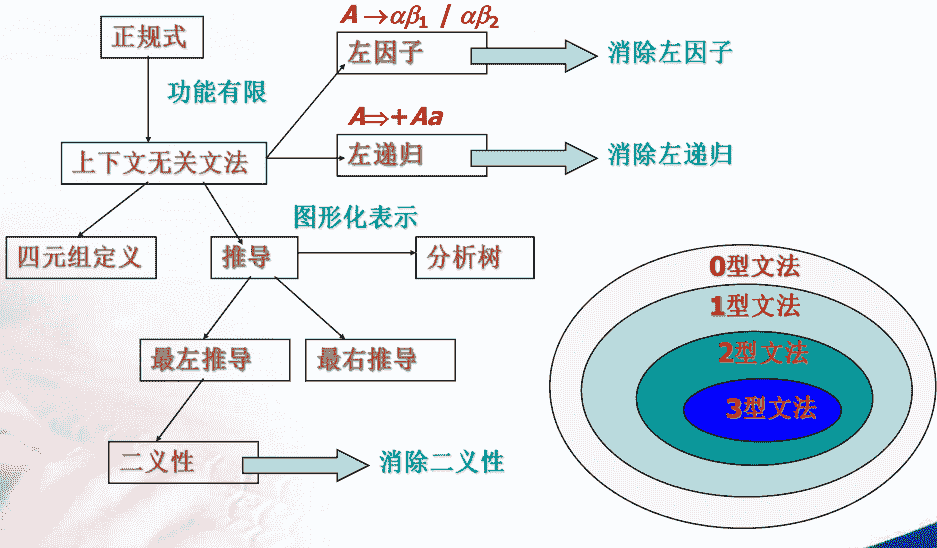 A →αβ1 / αβ2
正规式
左因子
消除左因子
功能有限
A⇒+Aa
上下文无关文法
左递归
消除左递归
图形化表示
四元组定义
推导
分析树
0型文法
1型文法
2型文法
3型文法
最左推导
最右推导
二义性
消除二义性